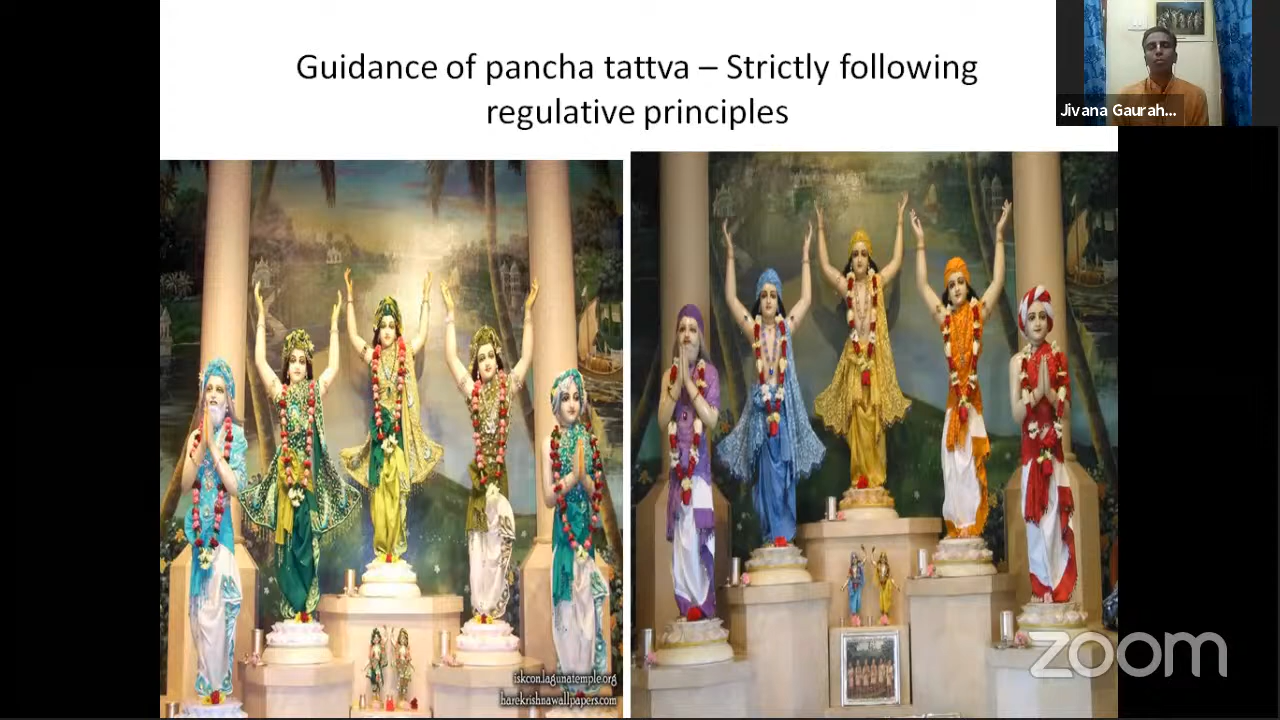 Guidance of pancha tattva – Strictly following
regulative principles
Jivana Gaurah...
iskcon.lagunatemple.org
harekrishnawallpapers.com
zoom